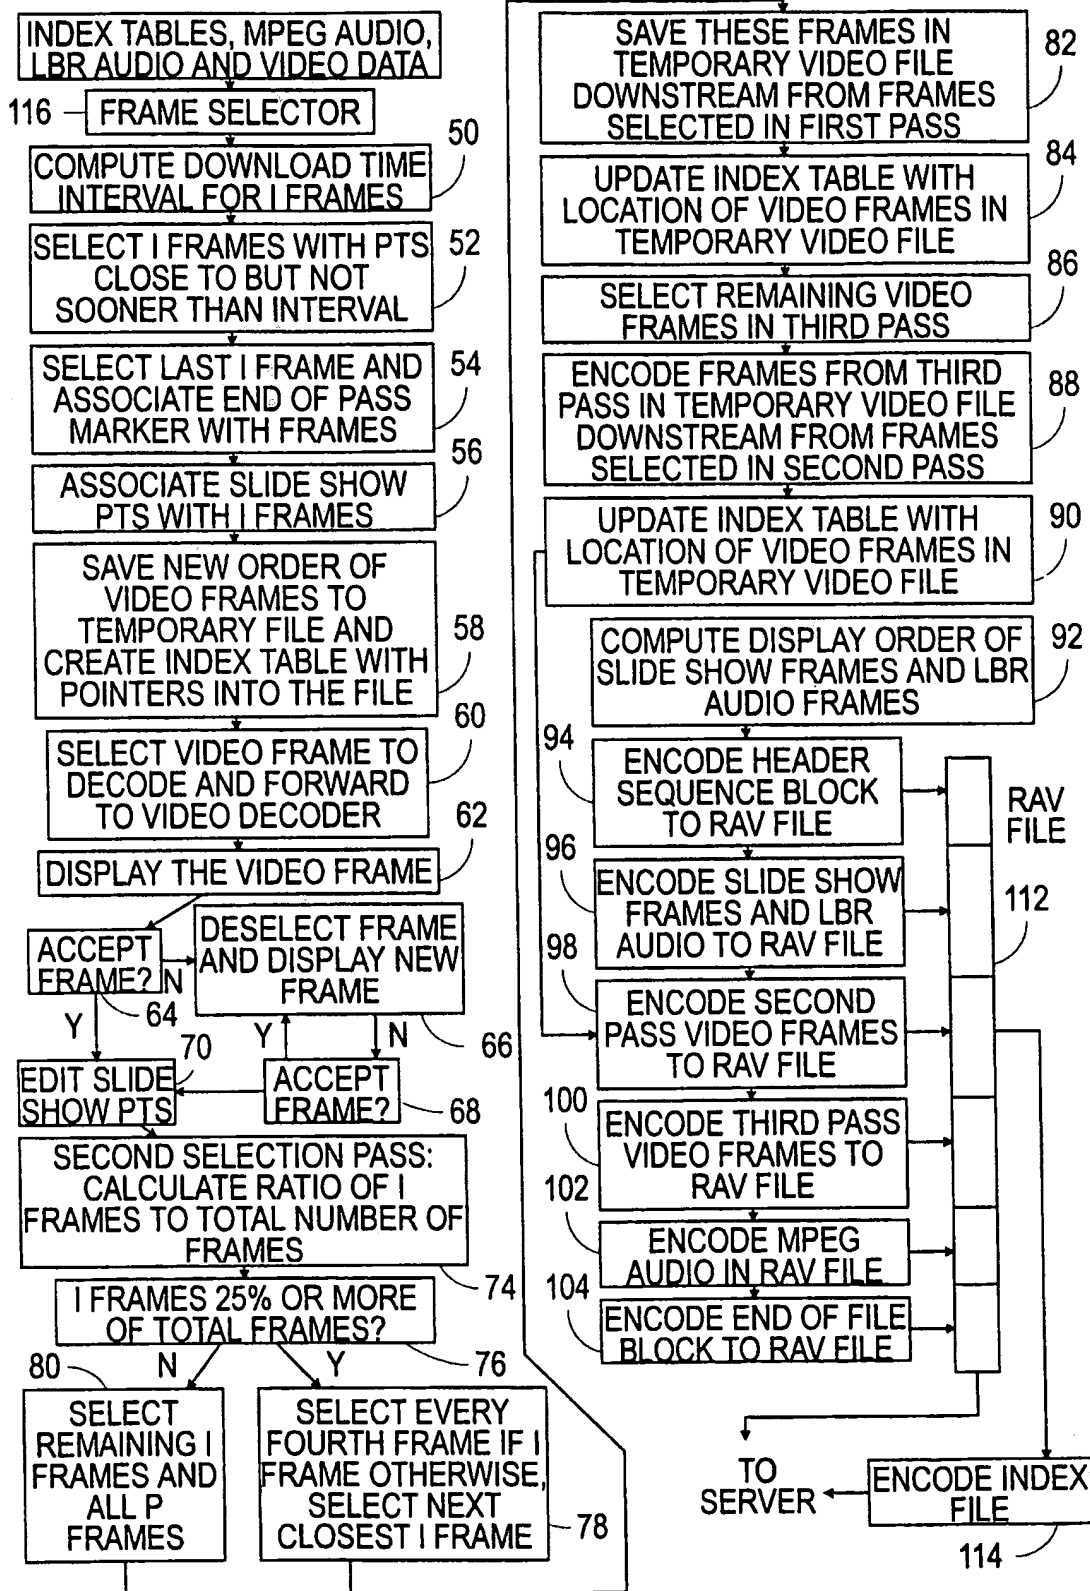 INDEX TABLES, MPEG AUDIO,
LBR AUDIO AND VIDEO DATA
116
FRAME SELECTOR
50
COMPUTE DOWNLOAD TIME
INTERVAL FOR I FRAMES
SELECT I FRAMES WITH PTS
CLOSE TO BUT NOT
SOONER THAN INTERVAL
52
SELECT LAST I FRAME AND
ASSOCIATE END OF PASS
MARKER WITH FRAMES
54
56
ASSOCIATE SLIDE SHOW
PTS WITH I FRAMES
SAVE NEW ORDER OF
VIDEO FRAMES TO
TEMPORARY FILE AND
CREATE INDEX TABLE WITH
POINTERS INTO THE FILE
58
60
SELECT VIDEO FRAME TO
DECODE AND FORWARD
TO VIDEO DECODER
62
DISPLAY THE VIDEO FRAME
ACCEPT
FRAME?
N
64
DESELECT FRAME
AND DISPLAY NEW
FRAME
66
Y
70
Y
N
EDIT SLIDE
SHOW PTS
ACCEPT
FRAME?
68
SECOND SELECTION PASS:
CALCULATE RATIO OF I
FRAMES TO TOTAL NUMBER OF
FRAMES
74
I FRAMES 25% OR MORE
OF TOTAL FRAMES?
76
80
N
Y
SELECT
REMAINING I
FRAMES AND
ALL P
FRAMES
SELECT EVERY
FOURTH FRAME IF I
FRAME OTHERWISE,
SELECT NEXT
CLOSEST I FRAME
78
SAVE THESE FRAMES IN
TEMPORARY VIDEO FILE
DOWNSTREAM FROM FRAMES
SELECTED IN FIRST PASS
82
UPDATE INDEX TABLE WITH
LOCATION OF VIDEO FRAMES IN
TEMPORARY VIDEO FILE
84
86
SELECT REMAINING VIDEO
FRAMES IN THIRD PASS
ENCODE FRAMES FROM THIRD
PASS IN TEMPORARY VIDEO FILE
DOWNSTREAM FROM FRAMES
SELECTED IN SECOND PASS
88
UPDATE INDEX TABLE WITH
LOCATION OF VIDEO FRAMES IN
TEMPORARY VIDEO FILE
90
COMPUTE DISPLAY ORDER OF
SLIDE SHOW FRAMES AND LBR
AUDIO FRAMES
92
94
ENCODE HEADER
SEQUENCE BLOCK
TO RAV FILE
RAV
FILE
96
ENCODE SLIDE SHOW
FRAMES AND LBR
AUDIO TO RAV FILE
112
98
ENCODE SECOND
PASS VIDEO FRAMES
TO RAV FILE
100
ENCODE THIRD PASS
VIDEO FRAMES TO
RAV FILE
102
ENCODE MPEG
AUDIO IN RAV FILE
104
ENCODE END OF FILE
BLOCK TO RAV FILE
TO
SERVER
ENCODE INDEX
FILE
114